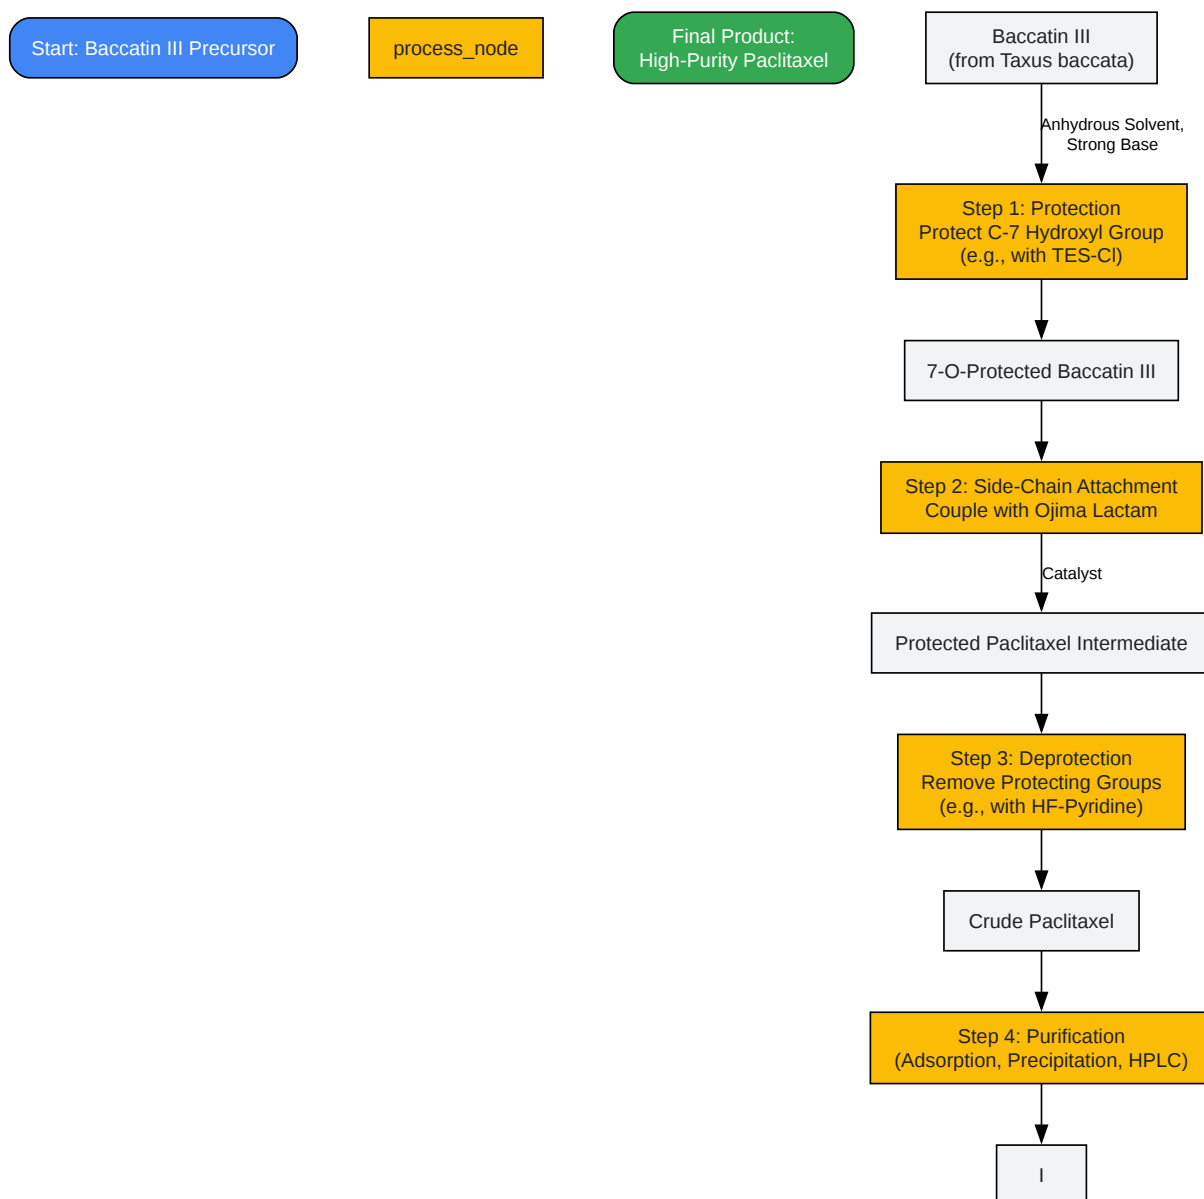 Start: Baccatin III Precursor
process_node
Final Product:
High-Purity Paclitaxel
Baccatin III
(from Taxus baccata)
Anhydrous Solvent,
Strong Base
Step 1: Protection
Protect C-7 Hydroxyl Group
(e.g., with TES-Cl)
7-O-Protected Baccatin III
Step 2: Side-Chain Attachment
Couple with Ojima Lactam
Catalyst
Protected Paclitaxel Intermediate
Step 3: Deprotection
Remove Protecting Groups
(e.g., with HF-Pyridine)
Crude Paclitaxel
Step 4: Purification
(Adsorption, Precipitation, HPLC)
I